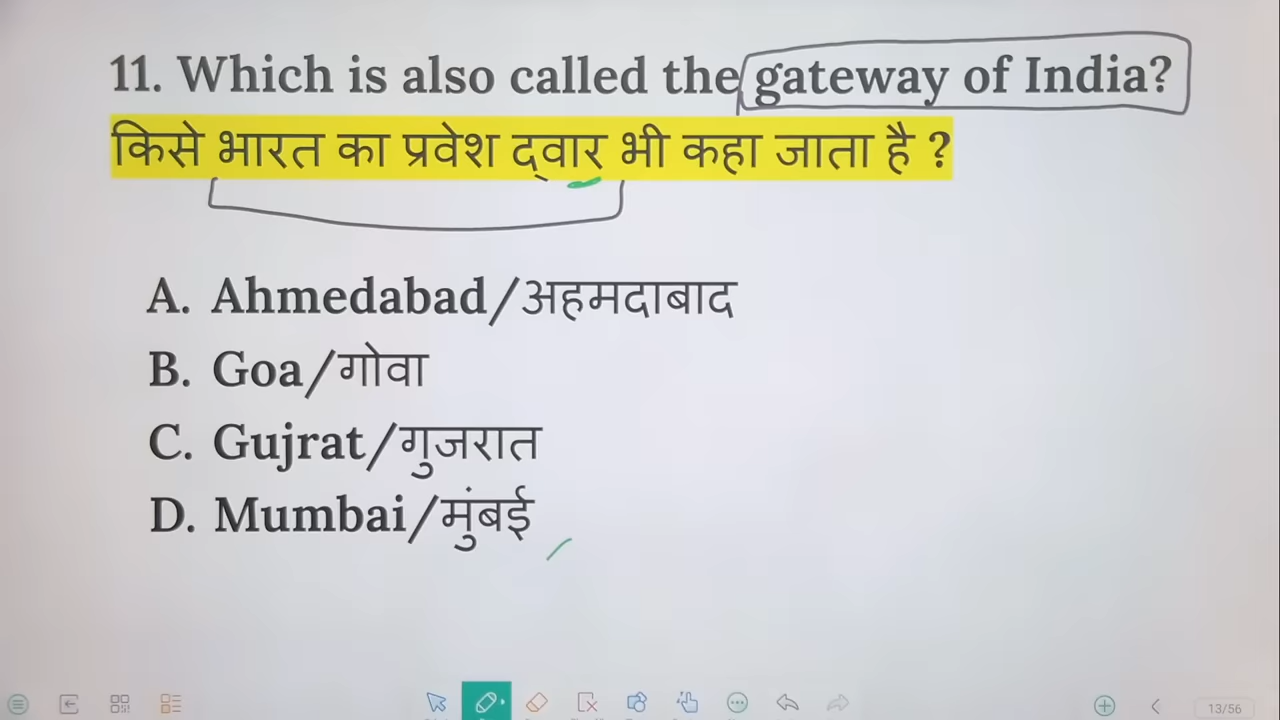 11. Which is also called the gateway of India?
किसे भारत का प्रवेश द्वार भी कहा जाता है ?
A. Ahmedabad/अहमदाबाद
B. Goa/गोवा
C. Gujrat/गुजरात
D. Mumbai/मुंबई
13/56